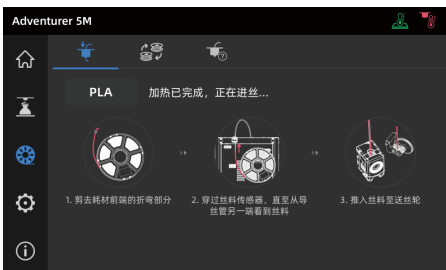 Adventurer 5M
PLA
加热已完成，正在进丝...
1. 剪去耗材前端的折弯部分
2. 穿过丝料传感器，直至从导
丝管另一端看到丝料
3. 推入丝料至送丝轮